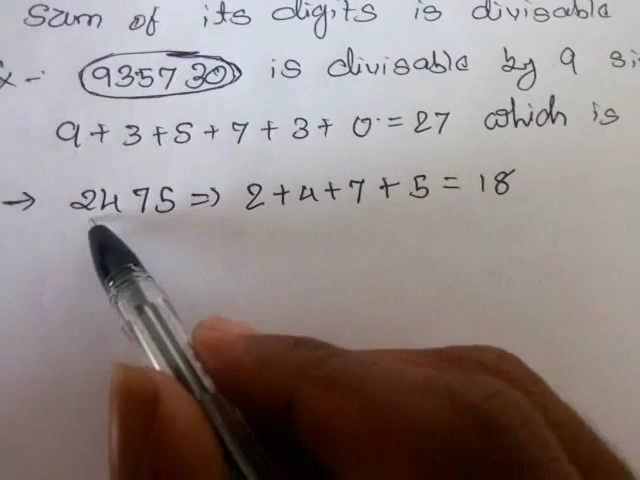 Sum of its digits is divisable
x -: 935730 is divisable by 9 si
9 + 3 + 5 + 7 + 3 + 0 = 27 which is
→ 2475 ⇒ 2 + 4 + 7 + 5 = 18